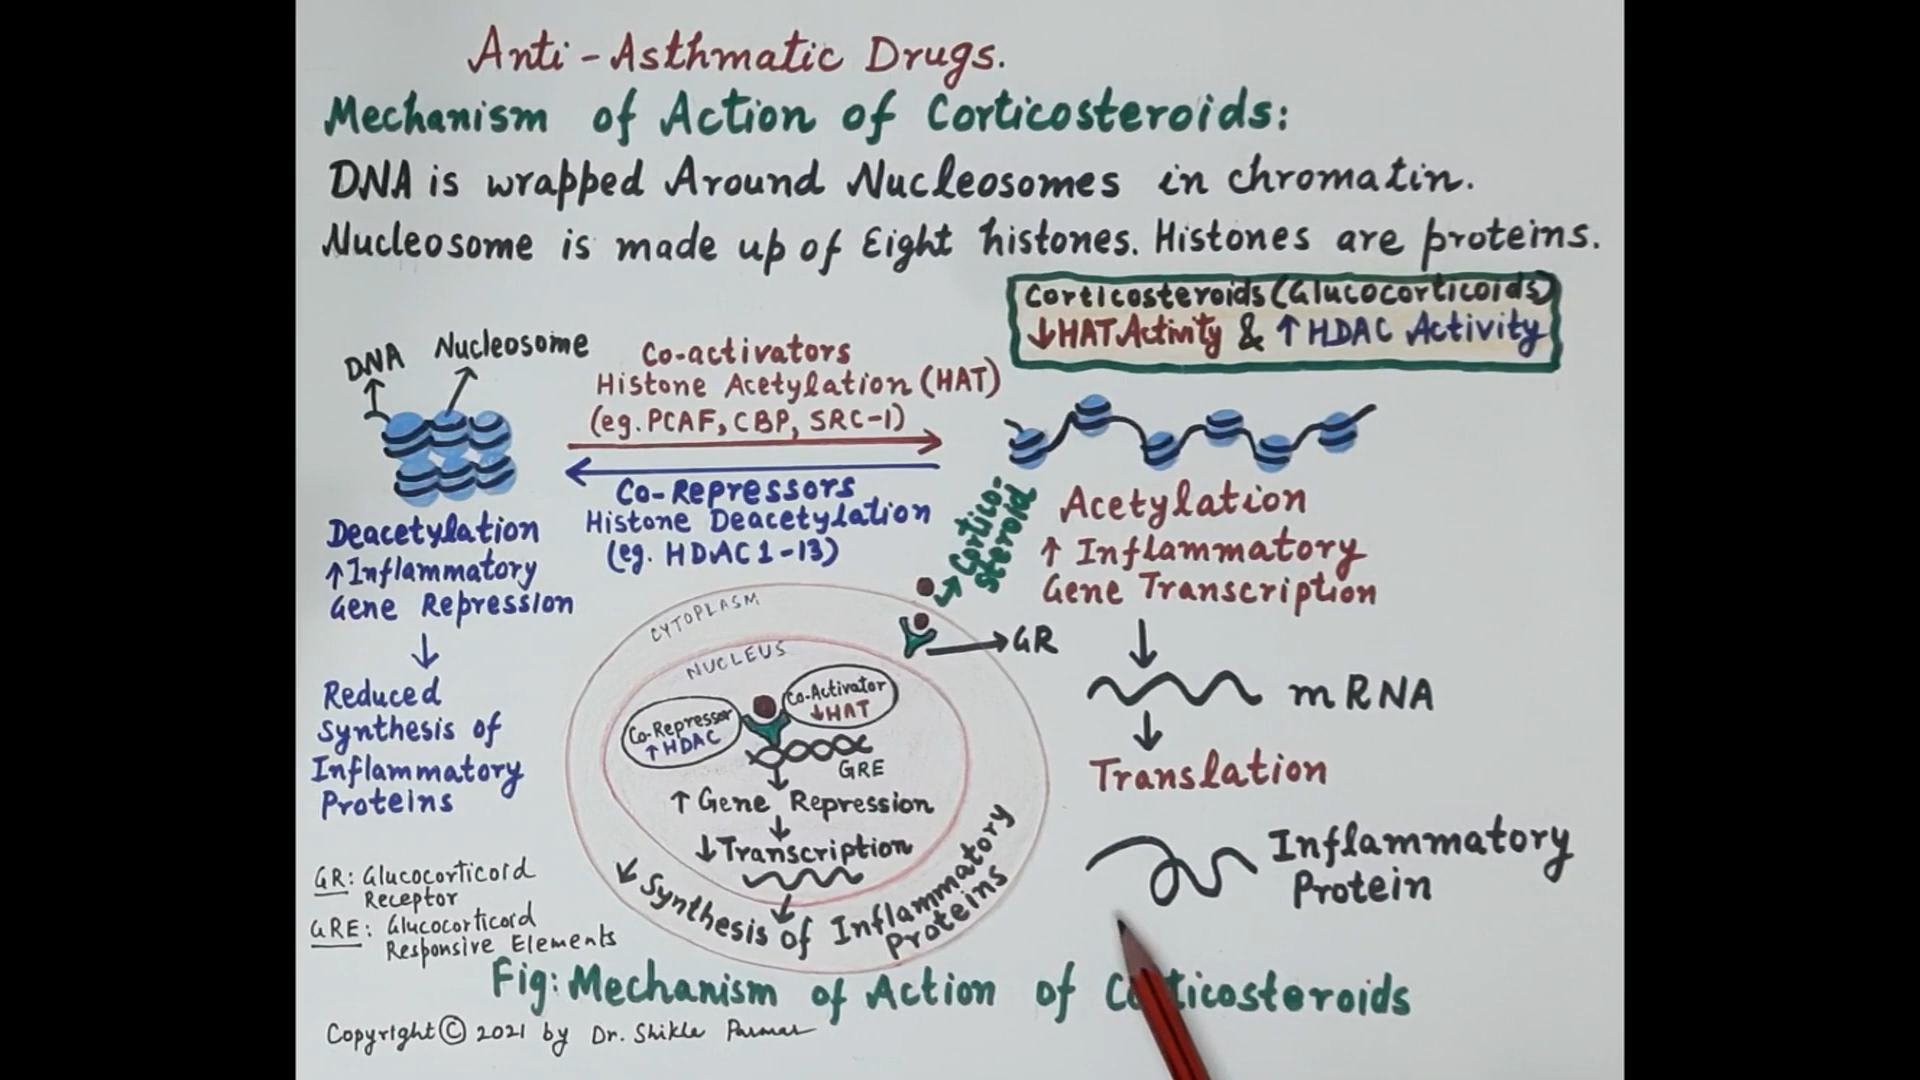 Anti-Asthmatic Drugs.
Mechanism of Action of Corticosteroids:
DNA is wrapped Around Nucleosomes in chromatin.
Nucleosome is made up of Eight histones. Histones are proteins.
Corticosteroids (Glucocorticoids)
↓HAT Activity & ↑HDAC Activity
DNA
Nucleosome
Co-activators
Histone Acetylation (HAT)
(eg. PCAF, CBP, SRC-1)
Co-Repressors
Histone Deacetylation
(eg. HDAC 1-13)
Deacetylation
↑Inflammatory
Gene Repression
↓
Reduced
Synthesis of
Inflammatory
Proteins
Cortico-
steroid
Acetylation
↑ Inflammatory
Gene Transcription
↓
mRNA
↓
Translation
Inflammatory
Protein
CYTOPLASM
NUCLEUS
GR
Co-Repressor
↑HDAC
Co-Activator
↓HAT
GRE
↑ Gene Repression
↓Transcription
↓ Synthesis of Inflammatory
Proteins
GR: Glucocorticoid
Receptor
GRE: Glucocorticoid
Responsive Elements
Fig: Mechanism of Action of Corticosteroids
Copyright © 2021 by Dr. Shikha Parmar